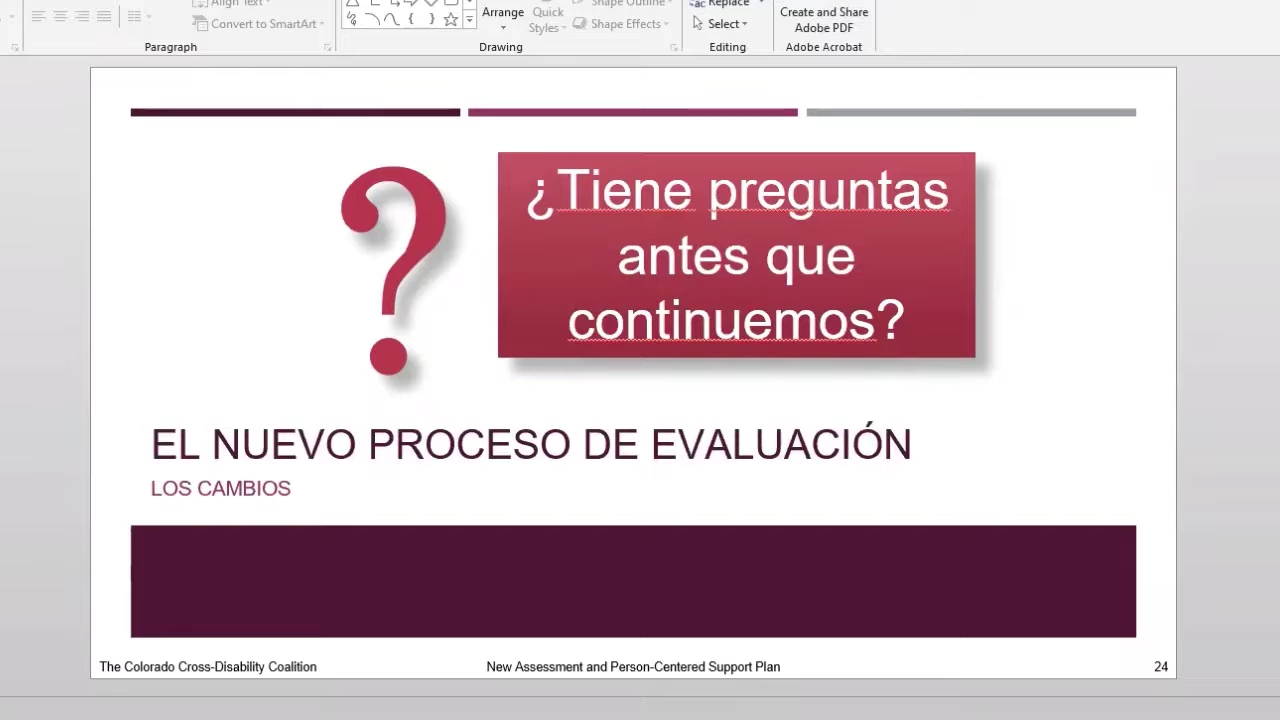 Align Text
Shape Outline
Replace
Convert to SmartArt
Arrange
Quick
Styles
Shape Effects
Select
Create and Share
Adobe PDF
Paragraph
Drawing
Editing
Adobe Acrobat
?
¿Tiene preguntas
antes que
continuemos?
EL NUEVO PROCESO DE EVALUACIÓN
LOS CAMBIOS
The Colorado Cross-Disability Coalition
New Assessment and Person-Centered Support Plan
24